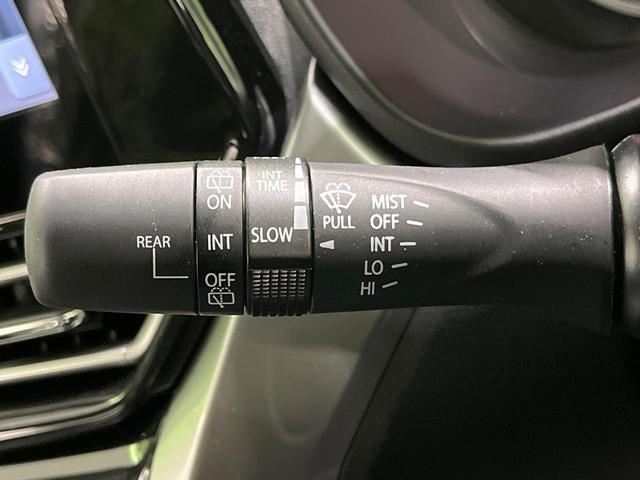 REAR
ON
INT
OFF
INT
TIME
SLOW
PULL
MIST
OFF
INT
LO
HI